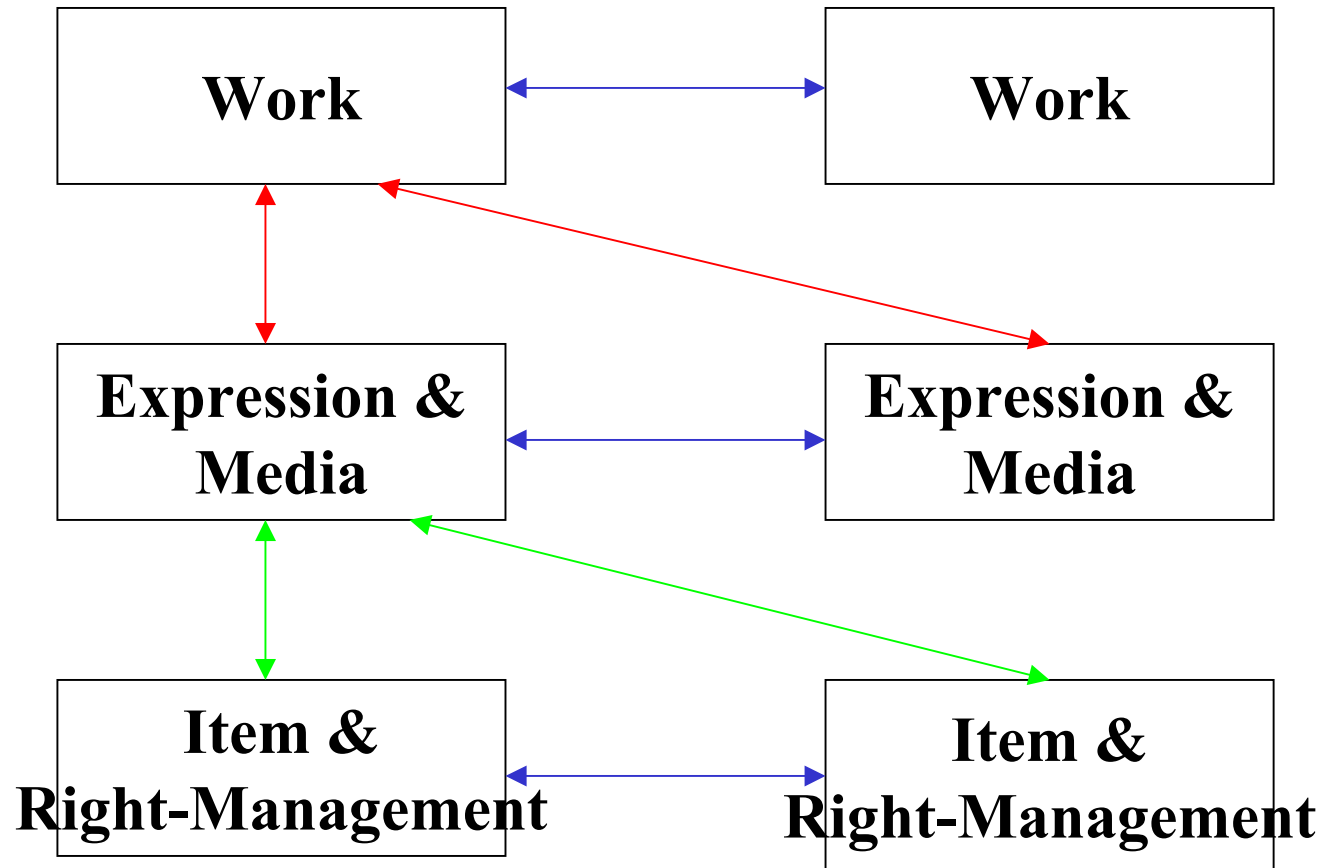 Work
Work
Expression &
Media
Expression &
Media
Item &
Right-Management
Item &
Right-Management